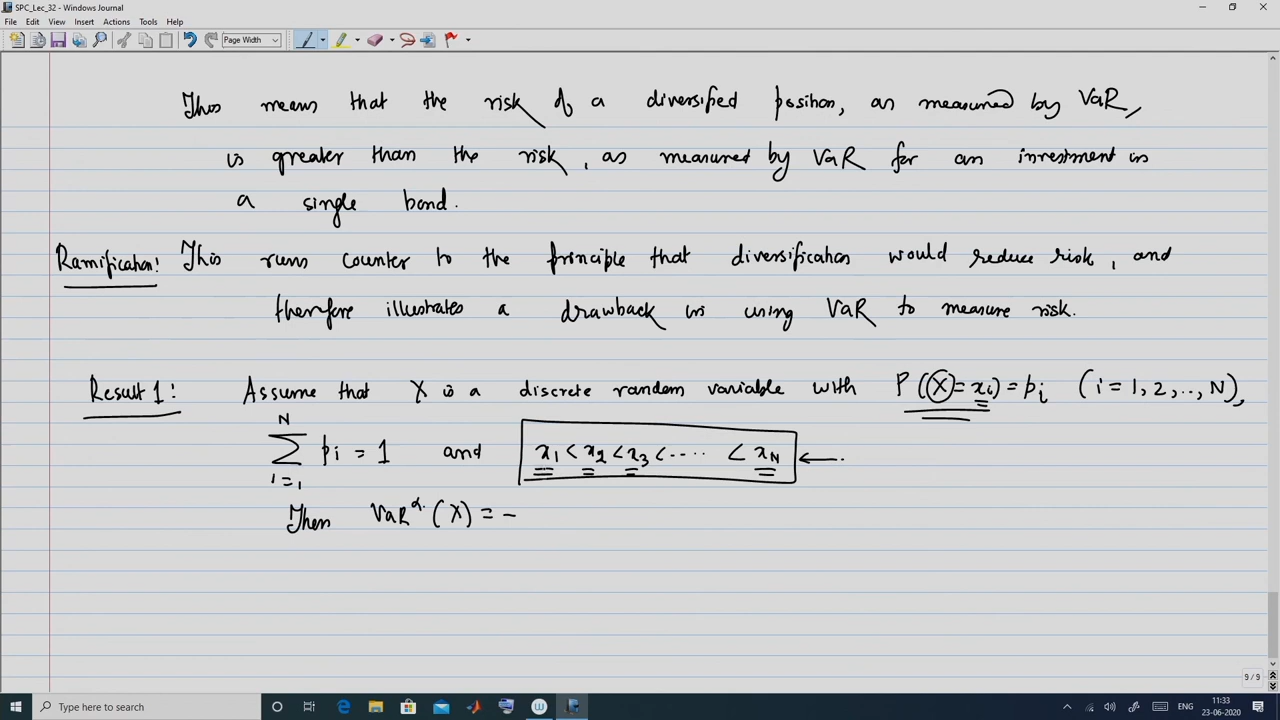 SPC_Lec_32 - Windows Journal
File Edit View Insert Actions Tools Help
Page Width
This means that the risk of a diversified position, as measured by VaR,
is greater than the risk, as measured by VaR for an investment in
a single bond.
Ramification: This runs counter to the principle that diversification would reduce risk, and
therefore illustrates a drawback in using VaR to measure risk.
Result 1: Assume that X is a discrete random variable with P(X=xᵢ)=pᵢ (i=1,2,..,N),
∑ᵢ₌₁ᴺ pᵢ = 1 and x₁<x₂<x₃<.... <x_N ←.
Then VaR^α (X) = -
9 / 9
Type here to search
ENG
11:33
23-06-2020